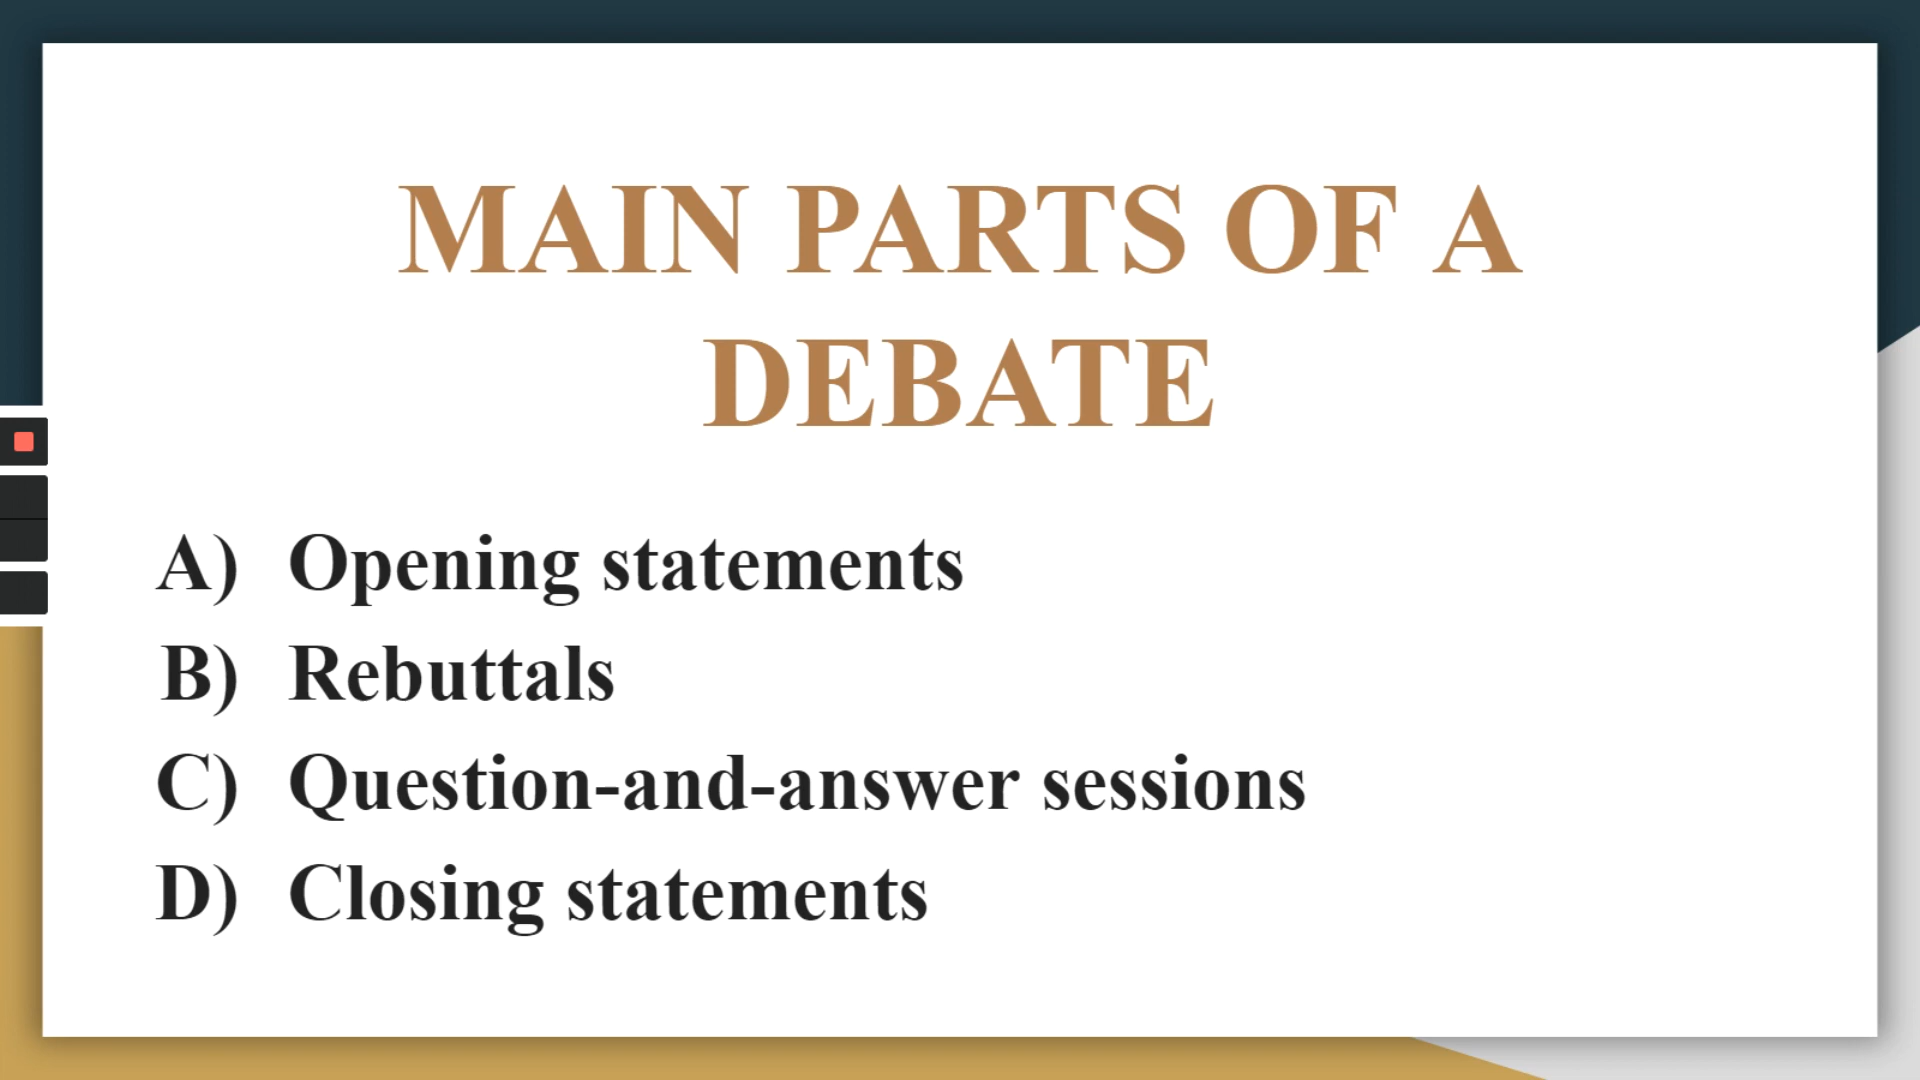 MAIN PARTS OF A
DEBATE
A) Opening statements
B) Rebuttals
C) Question-and-answer sessions
D) Closing statements